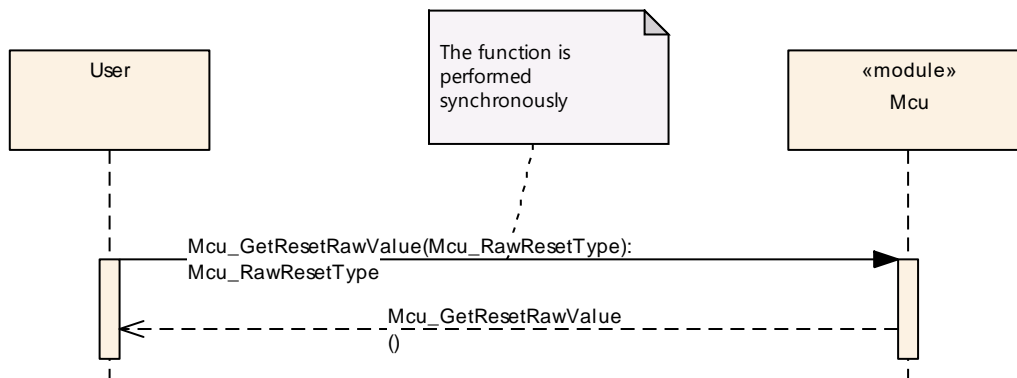 User
The function is
performed
synchronously
«module»
Mcu
Mcu_GetResetRawValue(Mcu_RawResetType):
Mcu_RawResetType
Mcu_GetResetRawValue
()